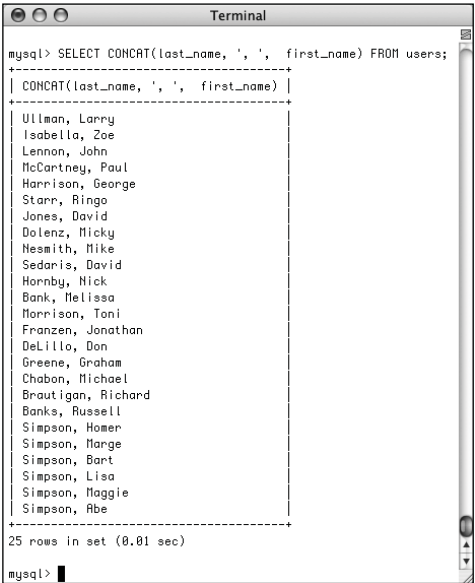 Terminal
mysql> SELECT CONCAT(last_name, ', ',  first_name) FROM users;
+--------------------------------------+
| CONCAT(last_name, ', ',  first_name) |
+--------------------------------------+
| Ullman, Larry                        |
| Isabella, Zoe                        |
| Lennon, John                         |
| McCartney, Paul                      |
| Harrison, George                     |
| Starr, Ringo                         |
| Jones, David                         |
| Dolenz, Micky                        |
| Nesmith, Mike                        |
| Sedaris, David                       |
| Hornby, Nick                         |
| Bank, Melissa                        |
| Morrison, Toni                       |
| Franzen, Jonathan                    |
| DeLillo, Don                         |
| Greene, Graham                       |
| Chabon, Michael                      |
| Brautigan, Richard                   |
| Banks, Russell                       |
| Simpson, Homer                       |
| Simpson, Marge                       |
| Simpson, Bart                        |
| Simpson, Lisa                        |
| Simpson, Maggie                      |
| Simpson, Abe                         |
+--------------------------------------+
25 rows in set (0.01 sec)
mysql>